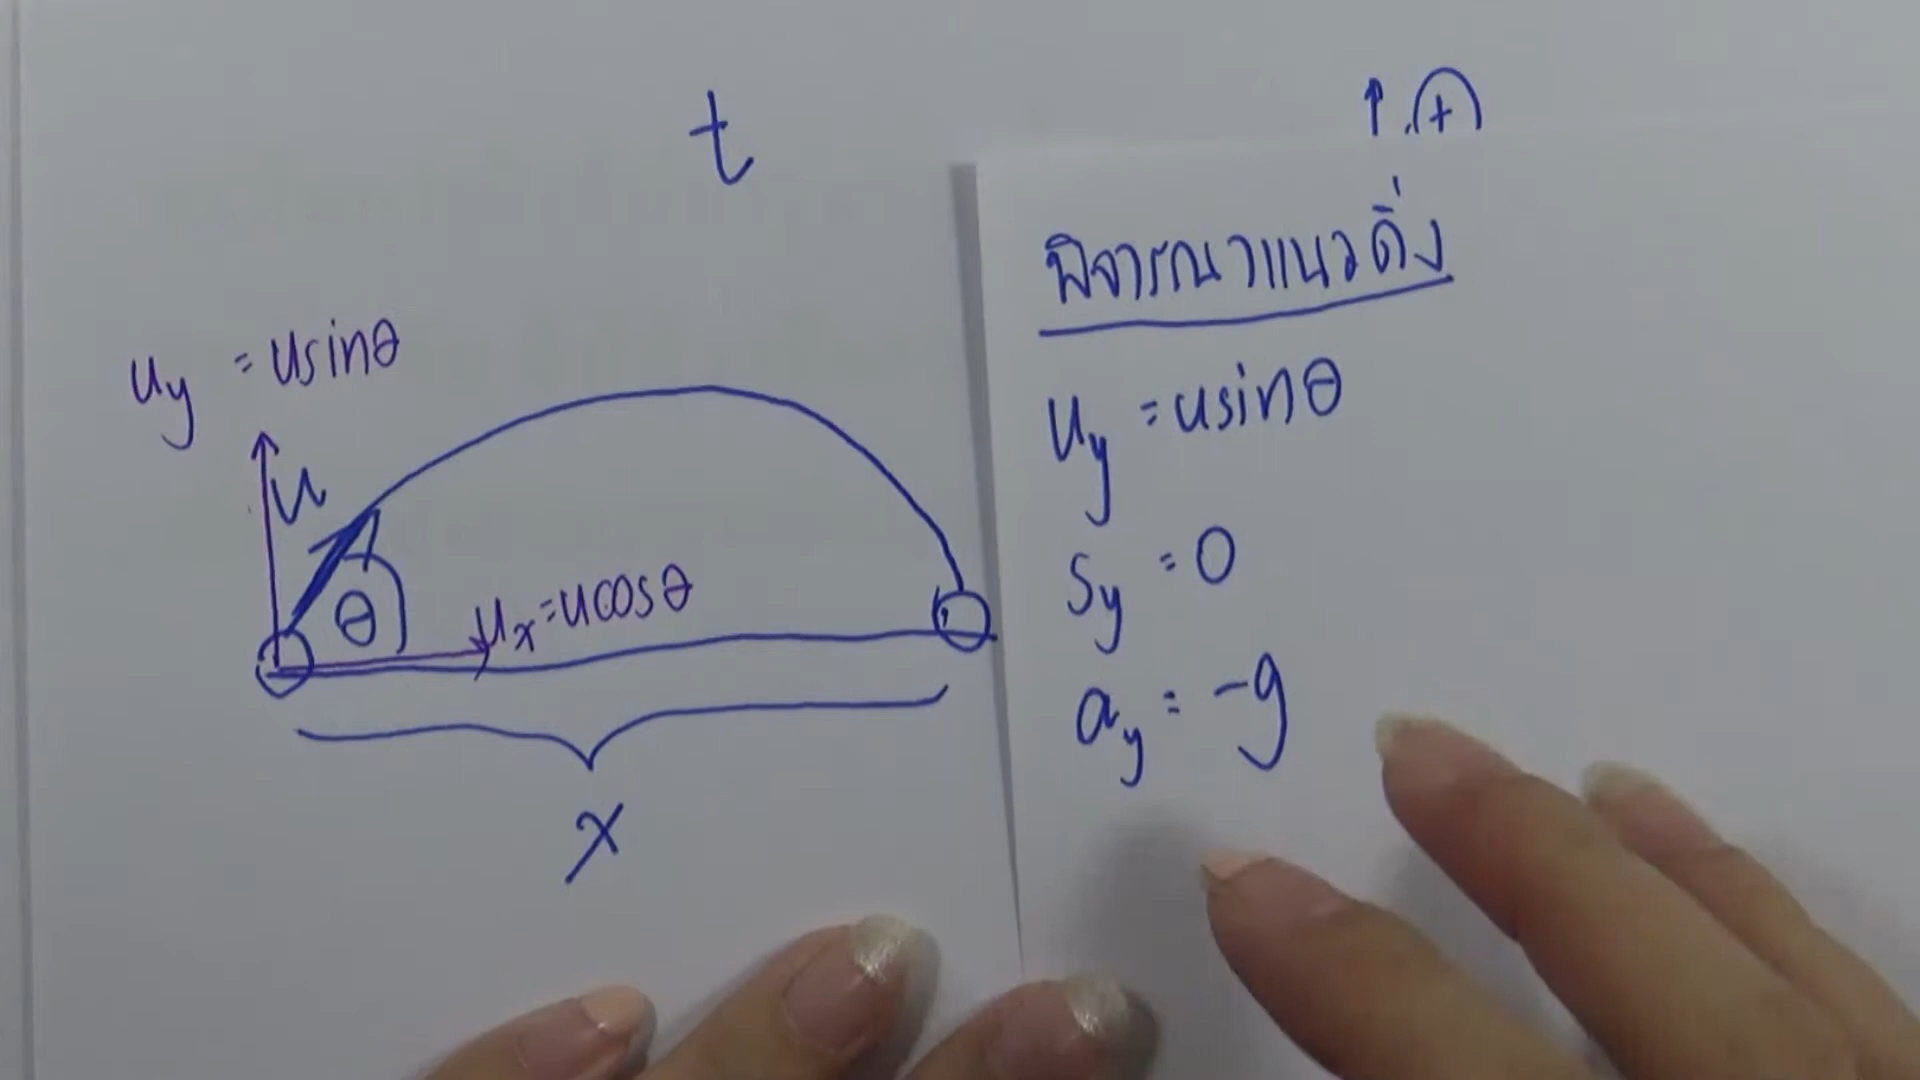 t
↑ (+)
uy = usinθ
u
θ
ux = ucosθ
x
พิจารณาแนวดิ่ง
uy = usinθ
sy = 0
ay = -g